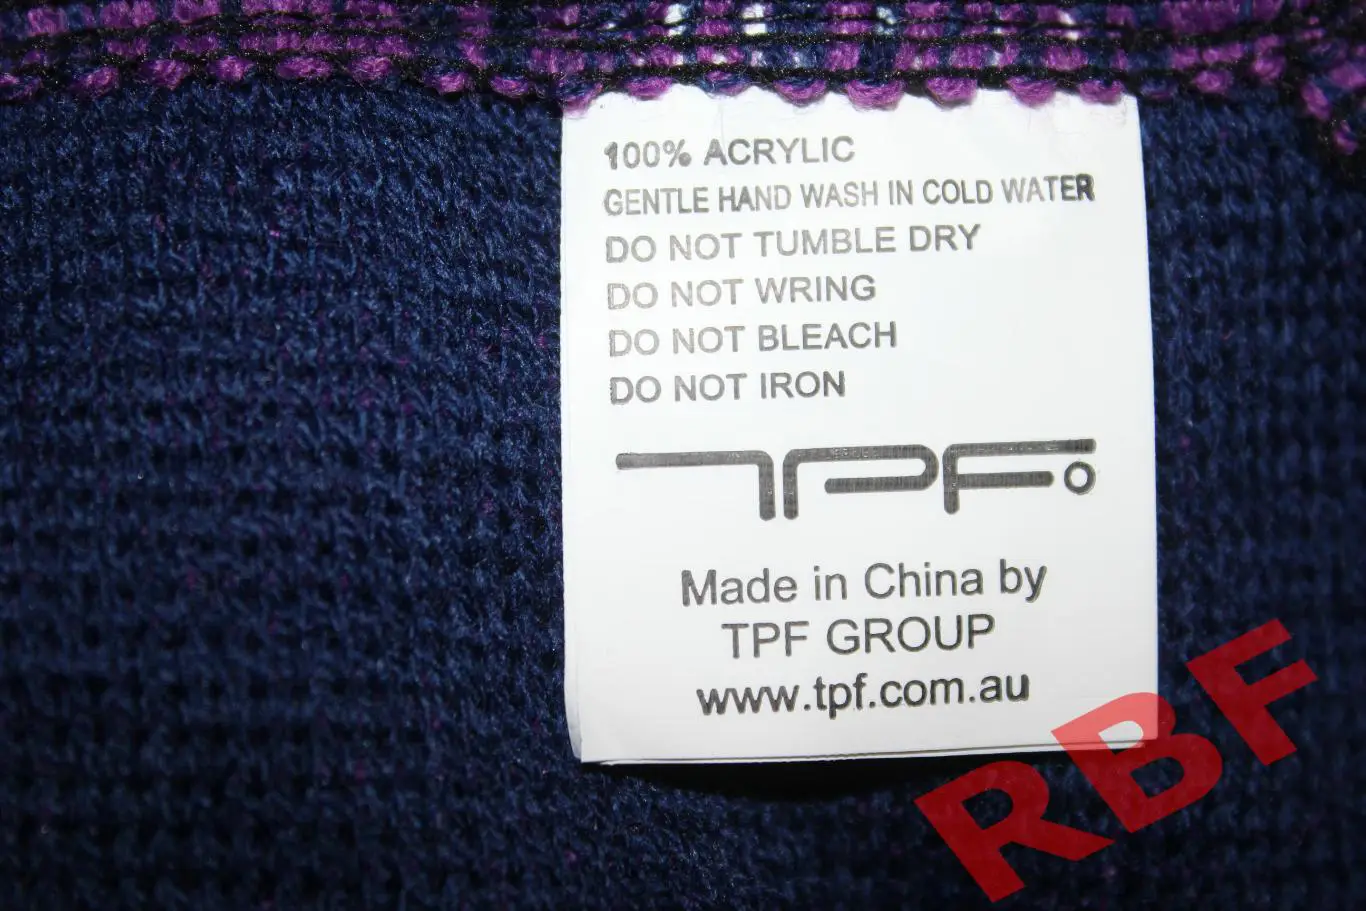 100% ACRYLIC
GENTLE HAND WASH IN COLD WATER
DO NOT TUMBLE DRY
DO NOT WRING
DO NOT BLEACH
DO NOT IRON
TPF
Made in China by
TPF GROUP
www.tpf.com.au
RBF